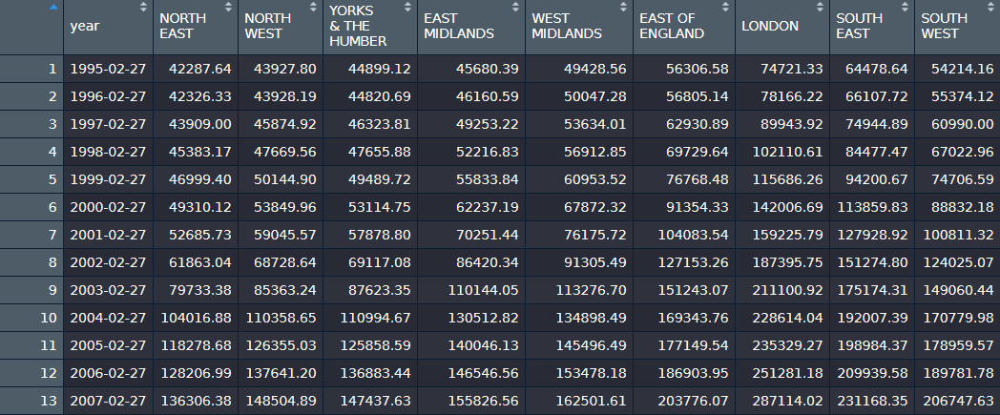 year NORTH EAST NORTH WEST YORKS & THE HUMBER EAST MIDLANDS WEST MIDLANDS EAST OF ENGLAND LONDON SOUTH EAST SOUTH WEST
1 1995-02-27 42287.64 43927.80 44899.12 45680.39 49428.56 56306.58 74721.33 64478.64 54214.16
2 1996-02-27 42326.33 43928.19 44820.69 46160.59 50047.28 56805.14 78166.22 66107.72 55374.12
3 1997-02-27 43909.00 45874.92 46323.81 49253.22 53634.01 62930.89 89943.92 74944.89 60990.00
4 1998-02-27 45383.17 47669.56 47655.88 52216.83 56912.85 69729.64 102110.61 84477.47 67022.96
5 1999-02-27 46999.40 50144.90 49489.72 55833.84 60953.52 76768.48 115686.26 94200.67 74706.59
6 2000-02-27 49310.12 53849.96 53114.75 62237.19 67872.32 91354.33 142006.69 113859.83 88832.18
7 2001-02-27 52685.73 59045.57 57878.80 70251.44 76175.72 104083.54 159225.79 127928.92 100811.32
8 2002-02-27 61863.04 68728.64 69117.08 86420.34 91305.49 127153.26 187395.75 151274.80 124025.07
9 2003-02-27 79733.38 85363.24 87623.35 110144.05 113276.70 151243.07 211100.92 175174.31 149060.44
10 2004-02-27 104016.88 110358.65 110994.67 130512.82 134898.49 169343.76 228614.04 192007.39 170779.98
11 2005-02-27 118278.68 126355.03 125858.59 140046.13 145496.49 177149.54 235329.27 198984.37 178959.57
12 2006-02-27 128206.99 137641.20 136883.44 146546.56 153478.18 186903.95 251281.18 209939.58 189781.78
13 2007-02-27 136306.38 148504.89 147437.63 155826.56 162501.61 203776.07 287114.02 231168.35 206747.63